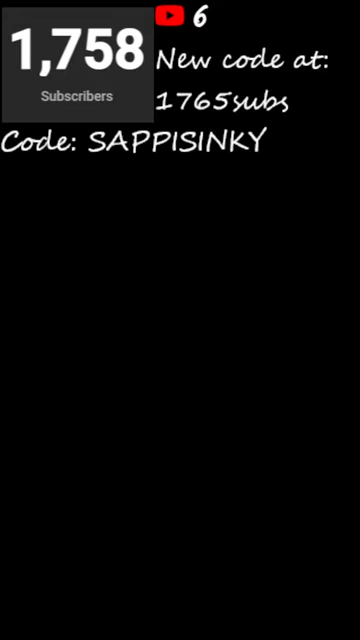 1,758
Subscribers
6
New code at:
1765subs
Code: SAPPISINKY